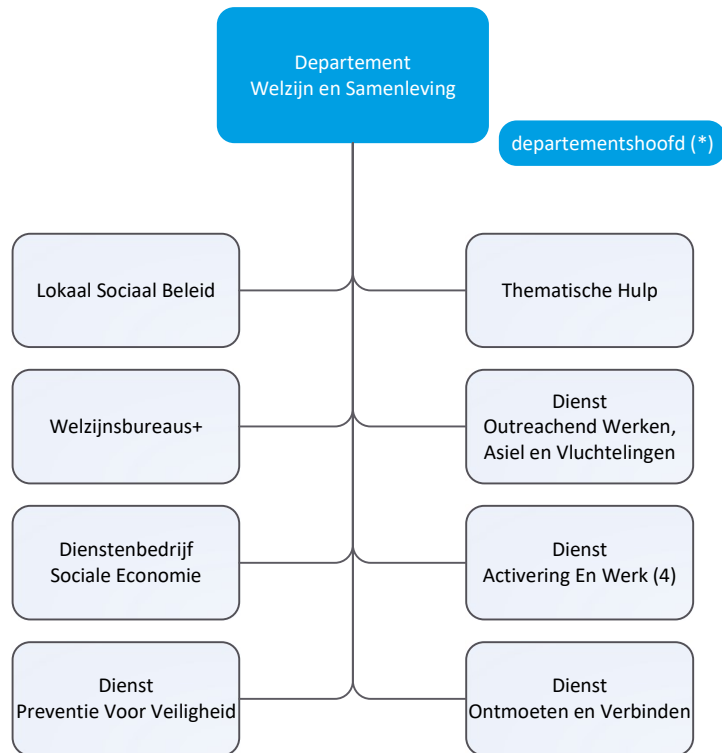 Departement
Welzijn en Samenleving
departementshoofd (*)
Lokaal Sociaal Beleid
Thematische Hulp
Welzijnsbureaus+
Dienst
Outreachend Werken,
Asiel en Vluchtelingen
Dienstenbedrijf
Sociale Economie
Dienst
Activering En Werk (4)
Dienst
Preventie Voor Veiligheid
Dienst
Ontmoeten en Verbinden